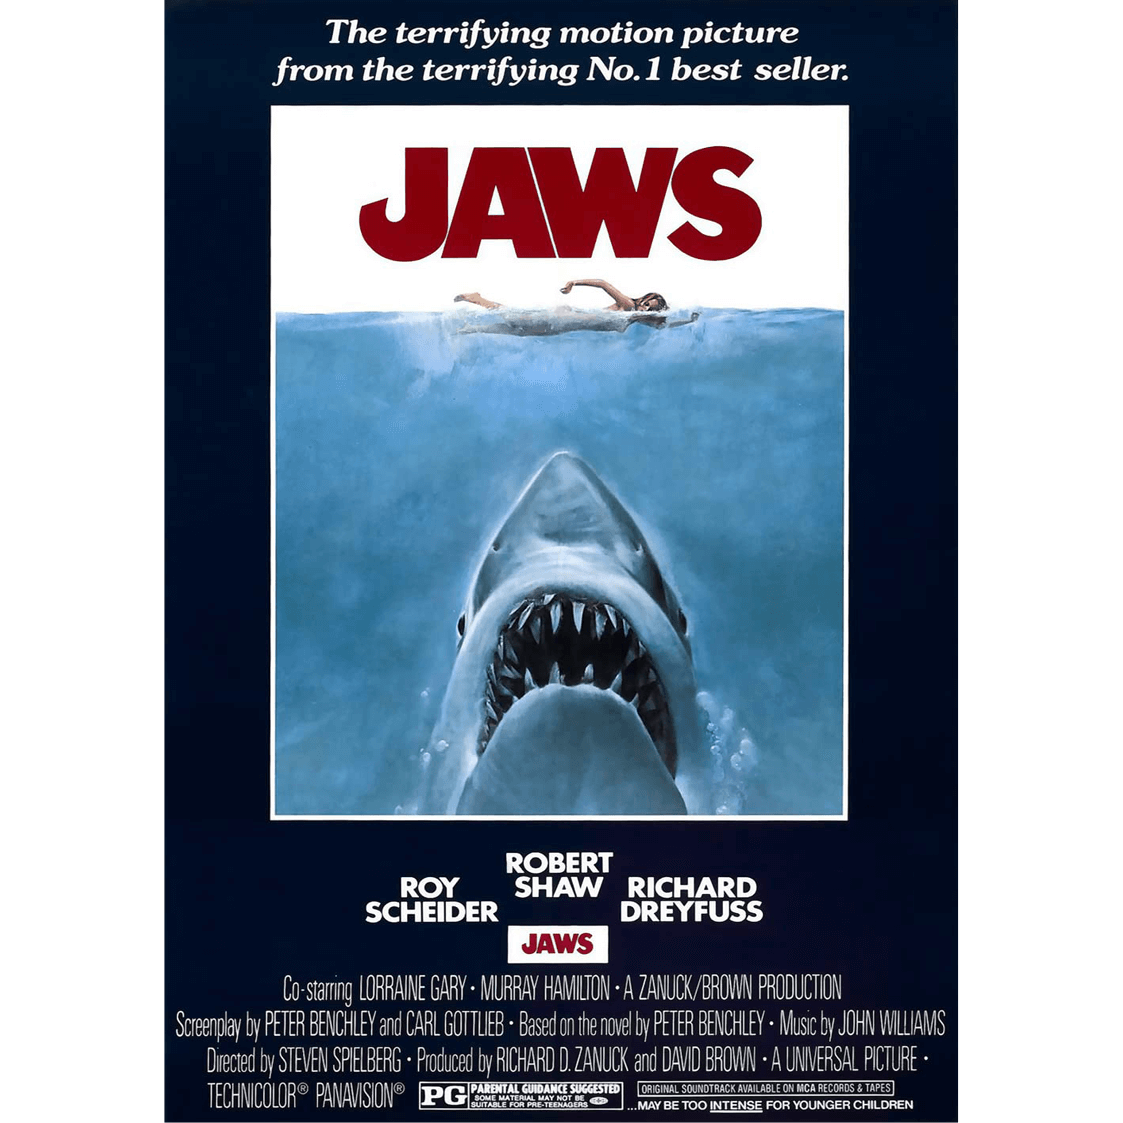 The terrifying motion picture
from the terrifying No. 1 best seller.
JAWS
ROBERT
SHAW
ROY
SCHEIDER
RICHARD
DREYFUSS
JAWS
Co-starring LORRAINE GARY • MURRAY HAMILTON • A ZANUCK/BROWN PRODUCTION
Screenplay by PETER BENCHLEY and CARL GOTTLIEB • Based on the novel by PETER BENCHLEY • Music by JOHN WILLIAMS
Directed by STEVEN SPIELBERG • Produced by RICHARD D. ZANUCK and DAVID BROWN • A UNIVERSAL PICTURE •
TECHNICOLOR® PANAVISION®
PG PARENTAL GUIDANCE SUGGESTED
SOME MATERIAL MAY NOT BE
SUITABLE FOR PRE-TEENAGERS
ORIGINAL SOUNDTRACK AVAILABLE ON MCA RECORDS & TAPES
...MAY BE TOO INTENSE FOR YOUNGER CHILDREN